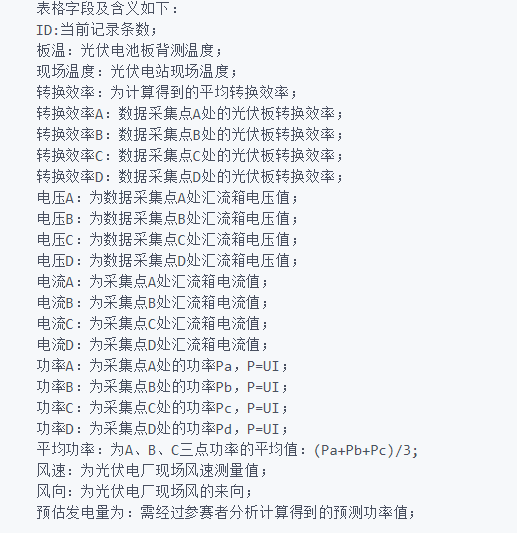 表格字段及含义如下：
ID:当前记录条数；
板温：光伏电池板背测温度；
现场温度：光伏电站现场温度；
转换效率：为计算得到的平均转换效率；
转换效率A：数据采集点A处的光伏板转换效率；
转换效率B：数据采集点B处的光伏板转换效率；
转换效率C：数据采集点C处的光伏板转换效率；
转换效率D：数据采集点D处的光伏板转换效率；
电压A：为数据采集点A处汇流箱电压值；
电压B：为数据采集点B处汇流箱电压值；
电压C：为数据采集点C处汇流箱电压值；
电压D：为数据采集点D处汇流箱电压值；
电流A：为采集点A处汇流箱电流值；
电流B：为采集点B处汇流箱电流值；
电流C：为采集点C处汇流箱电流值；
电流D：为采集点D处汇流箱电流值；
功率A：为采集点A处的功率Pa，P=UI；
功率B：为采集点B处的功率Pb，P=UI；
功率C：为采集点C处的功率Pc，P=UI；
功率D：为采集点D处的功率Pd，P=UI；
平均功率：为A、B、C三点功率的平均值：(Pa+Pb+Pc)/3;
风速：为光伏电厂现场风速测量值；
风向：为光伏电厂现场风的来向；
预估发电量为：需经过参赛者分析计算得到的预测功率值；